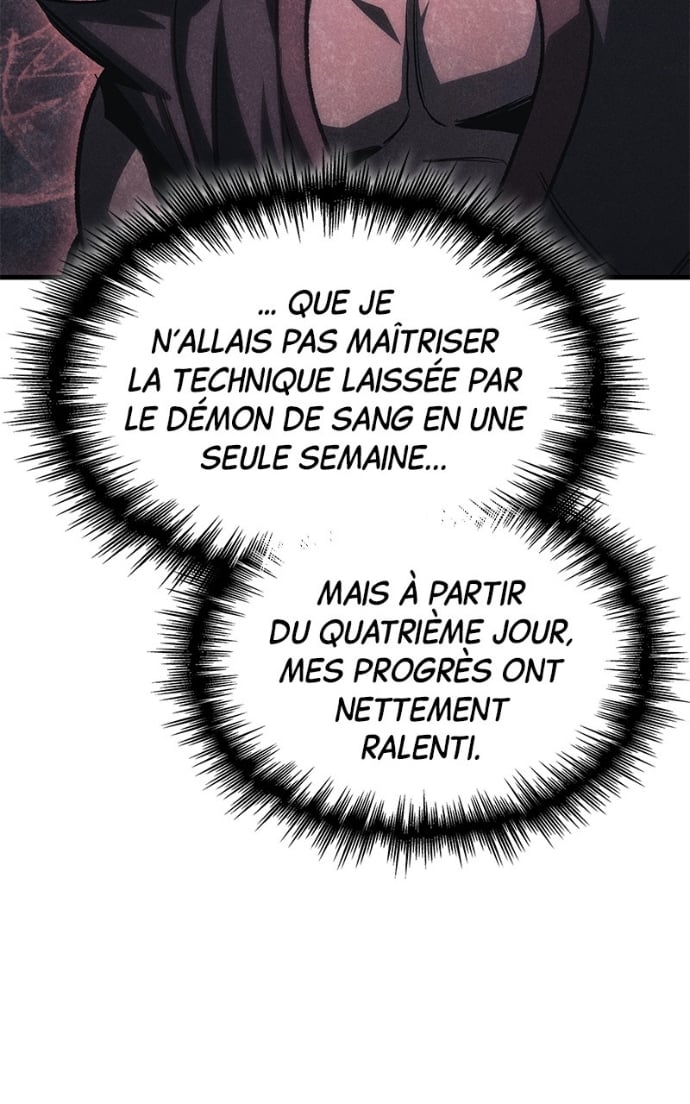 ... QUE JE
N'ALLAIS PAS MAÎTRISER
LA TECHNIQUE LAISSÉE PAR
LE DÉMON DE SANG EN UNE
SEULE SEMAINE...
MAIS À PARTIR
DU QUATRIÈME JOUR,
MES PROGRÈS ONT
NETTEMENT
RALENTI.